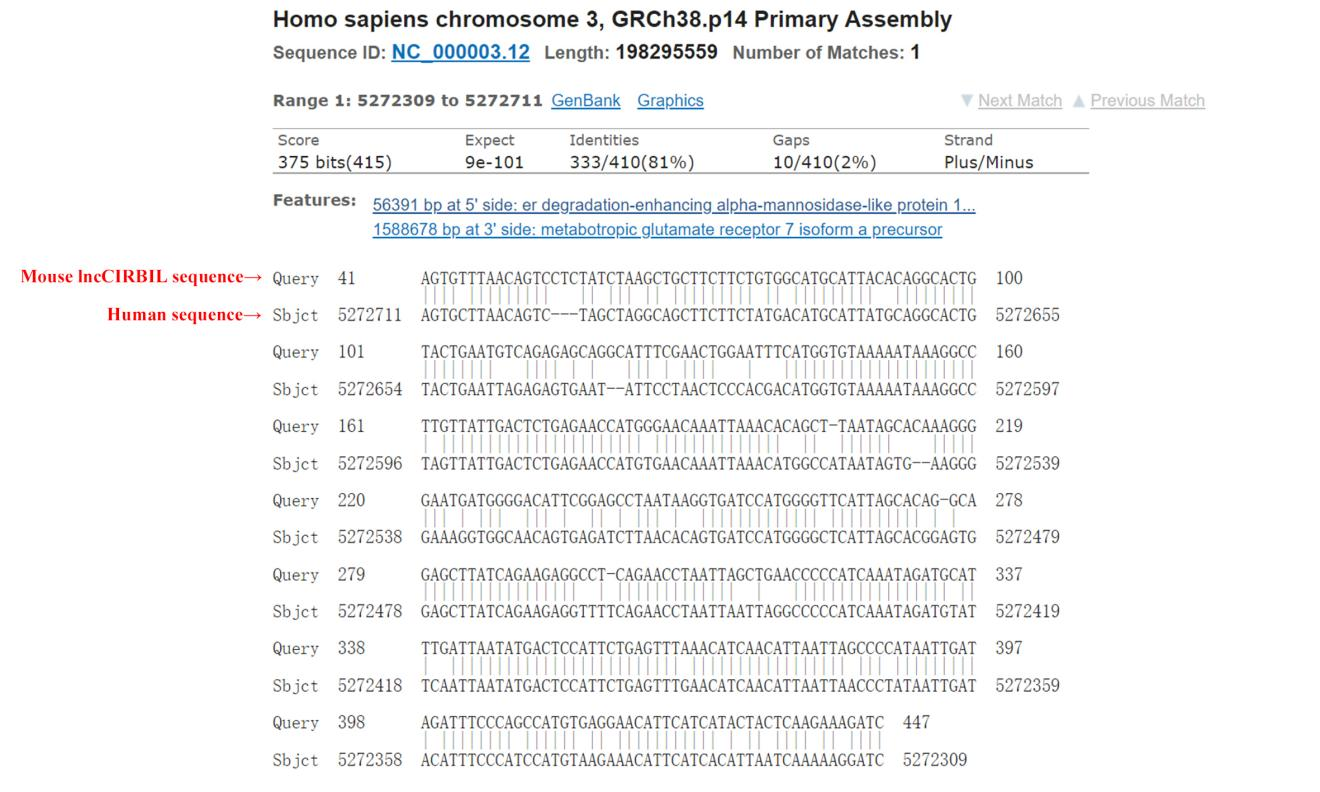 Homo sapiens chromosome 3, GRCh38.p14 Primary Assembly
Sequence ID: NC_000003.12 Length: 198295559 Number of Matches: 1
Range 1: 5272309 to 5272711 GenBank Graphics ▼ Next Match ▲ Previous Match
Score Expect Identities Gaps Strand
375 bits(415) 9e-101 333/410(81%) 10/410(2%) Plus/Minus
Features: 56391 bp at 5' side: er degradation-enhancing alpha-mannosidase-like protein 1...
1588678 bp at 3' side: metabotropic glutamate receptor 7 isoform a precursor
Mouse lncCIRBIL sequence→ Query 41 AGTGTTTAACAGTCCTCTATCTAAGCTGCTTCTTCTGTGGCATGCATTACACAGGCACTG 100
Human sequence→ Sbjct 5272711 AGTGCTTAACAGTC---TAGCTAGGCAGCTTCTTCTATGACATGCATTATGCAGGCACTG 5272655
Query 101 TACTGAATGTCAGAGAGCAGGCATTTCGAACTGGAATTTCATGGTGTAAAAATAAAGGCC 160
Sbjct 5272654 TACTGAATTAGAGAGTGAAT--ATTCCTAACTCCCACGACATGGTGTAAAAATAAAGGCC 5272597
Query 161 TTGTTATTGACTCTGAGAACCATGGGAACAAATTAAACACAGCT-TAATAGCACAAAGGG 219
Sbjct 5272596 TAGTTATTGACTCTGAGAACCATGTGAACAAATTAAACATGGCCATAATAGTG--AAGGG 5272539
Query 220 GAATGATGGGGACATTCGGAGCCTAATAAGGTGATCCATGGGGTTCATTAGCACAG-GCA 278
Sbjct 5272538 GAAAGGTGGCAACAGTGAGATCTTAACACAGTGATCCATGGGGCTCATTAGCACGGAGTG 5272479
Query 279 GAGCTTATCAGAAGAGGCCT-CAGAACCTAATTAGCTGAACCCCCATCAAATAGATGCAT 337
Sbjct 5272478 GAGCTTATCAGAAGAGGTTTTCAGAACCTAATTAATTAGGCCCCCATCAAATAGATGTAT 5272419
Query 338 TTGATTAATATGACTCCATTCTGAGTTTAAACATCAACATTAATTAGCCCCATAATTGAT 397
Sbjct 5272418 TCAATTAATATGACTCCATTCTGAGTTTGAACATCAACATTAATTAACCCTATAATTGAT 5272359
Query 398 AGATTTCCCAGCCATGTGAGGAACATTCATCATACTACTCAAGAAAGATC 447
Sbjct 5272358 ACATTTCCCATCCATGTAAGAAACATTCATCACATTAATCAAAAAGGATC 5272309